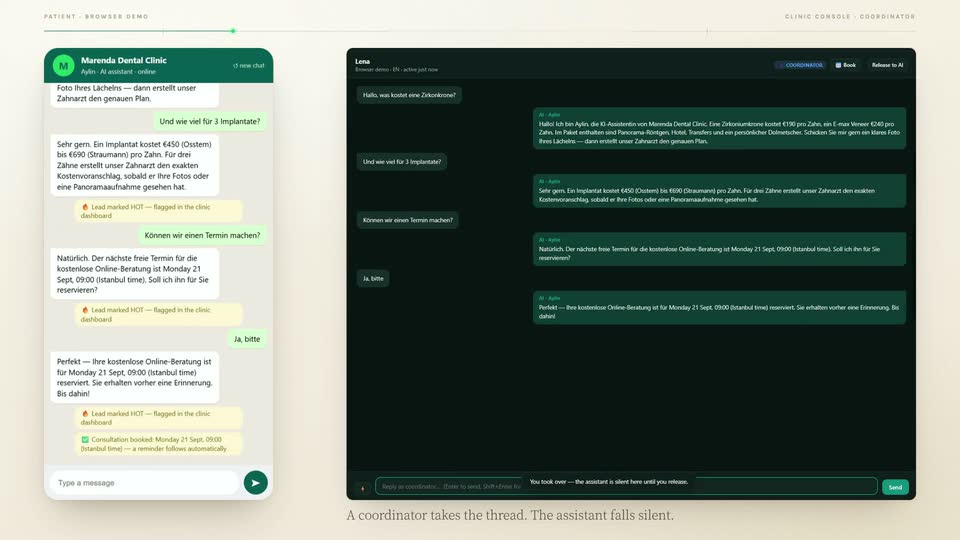 PATIENT · BROWSER DEMO
CLINIC CONSOLE · COORDINATOR
M
Marenda Dental Clinic
Aylin · AI assistant · online
↺ new chat
Foto Ihres Lächelns — dann erstellt unser
Zahnarzt den genauen Plan.
Und wie viel für 3 Implantate?
Sehr gern. Ein Implantat kostet €450 (Osstem)
bis €690 (Straumann) pro Zahn. Für drei
Zähne erstellt unser Zahnarzt den exakten
Kostenvoranschlag, sobald er Ihre Fotos oder
eine Panoramaaufnahme gesehen hat.
🔥 Lead marked HOT — flagged in the clinic
dashboard
Können wir einen Termin machen?
Natürlich. Der nächste freie Termin für die
kostenlose Online-Beratung ist Monday 21
Sept, 09:00 (Istanbul time). Soll ich ihn für Sie
reservieren?
🔥 Lead marked HOT — flagged in the clinic
dashboard
Ja, bitte
Perfekt — Ihre kostenlose Online-Beratung ist
für Monday 21 Sept, 09:00 (Istanbul time)
reserviert. Sie erhalten vorher eine Erinnerung.
Bis dahin!
🔥 Lead marked HOT — flagged in the clinic
dashboard
✅ Consultation booked: Monday 21 Sept, 09:00
(Istanbul time) — a reminder follows automatically
Type a message
Lena
Browser demo · EN · active just now
COORDINATOR
Book
Release to AI
Hallo, was kostet eine Zirkonkrone?
AI · Aylin
Hallo! Ich bin Aylin, die KI-Assistentin von Marenda Dental Clinic. Eine Zirkoniumkrone kostet €190 pro Zahn, ein E-max Veneer €240 pro
Zahn. Im Paket enthalten sind Panorama-Röntgen, Hotel, Transfers und ein persönlicher Dolmetscher. Schicken Sie mir gern ein klares Foto
Ihres Lächelns — dann erstellt unser Zahnarzt den genauen Plan.
Und wie viel für 3 Implantate?
AI · Aylin
Sehr gern. Ein Implantat kostet €450 (Osstem) bis €690 (Straumann) pro Zahn. Für drei Zähne erstellt unser Zahnarzt den exakten
Kostenvoranschlag, sobald er Ihre Fotos oder eine Panoramaaufnahme gesehen hat.
Können wir einen Termin machen?
AI · Aylin
Natürlich. Der nächste freie Termin für die kostenlose Online-Beratung ist Monday 21 Sept, 09:00 (Istanbul time). Soll ich ihn für Sie
reservieren?
Ja, bitte
AI · Aylin
Perfekt — Ihre kostenlose Online-Beratung ist für Monday 21 Sept, 09:00 (Istanbul time) reserviert. Sie erhalten vorher eine Erinnerung. Bis
dahin!
Reply as coordinator... (Enter to send, Shift+Enter
You took over — the assistant is silent here until you release.
Send
A coordinator takes the thread. The assistant falls silent.